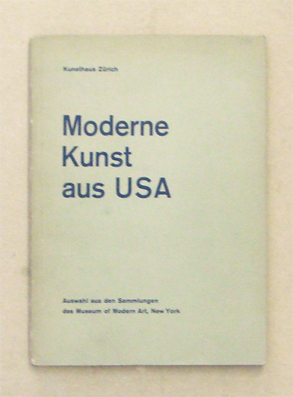 Kunsthaus Zürich
Moderne
Kunst
aus USA
Auswahl aus den Sammlungen
des Museum of Modern Art, New York